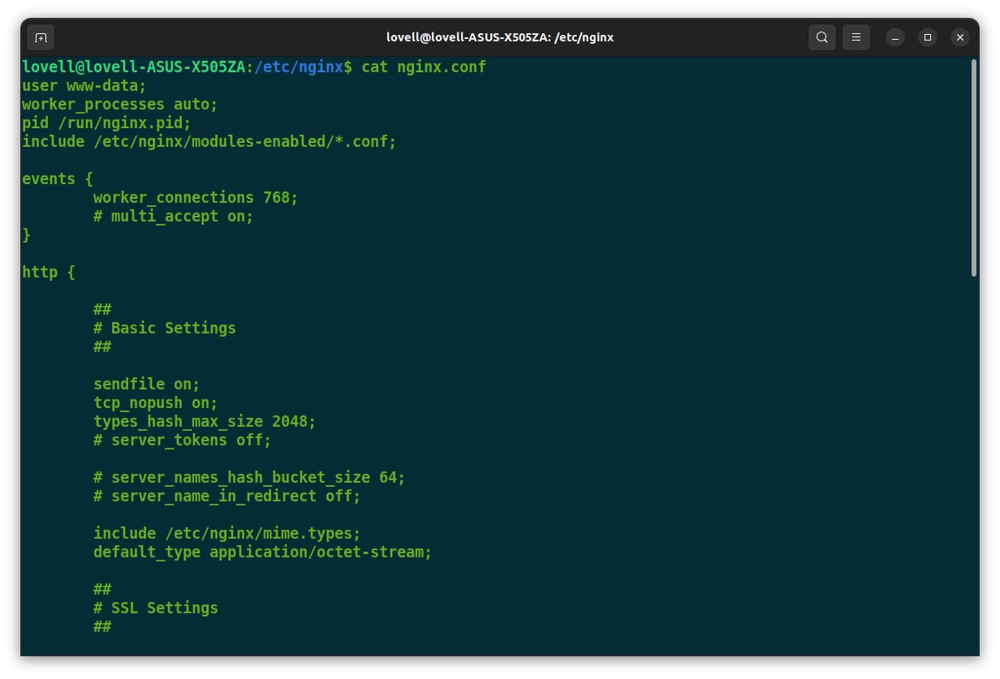 lovell@lovell-ASUS-X505ZA: /etc/nginx
lovell@lovell-ASUS-X505ZA:/etc/nginx$ cat nginx.conf
user www-data;
worker_processes auto;
pid /run/nginx.pid;
include /etc/nginx/modules-enabled/*.conf;

events {
        worker_connections 768;
        # multi_accept on;
}

http {

        ##
        # Basic Settings
        ##

        sendfile on;
        tcp_nopush on;
        types_hash_max_size 2048;
        # server_tokens off;

        # server_names_hash_bucket_size 64;
        # server_name_in_redirect off;

        include /etc/nginx/mime.types;
        default_type application/octet-stream;

        ##
        # SSL Settings
        ##